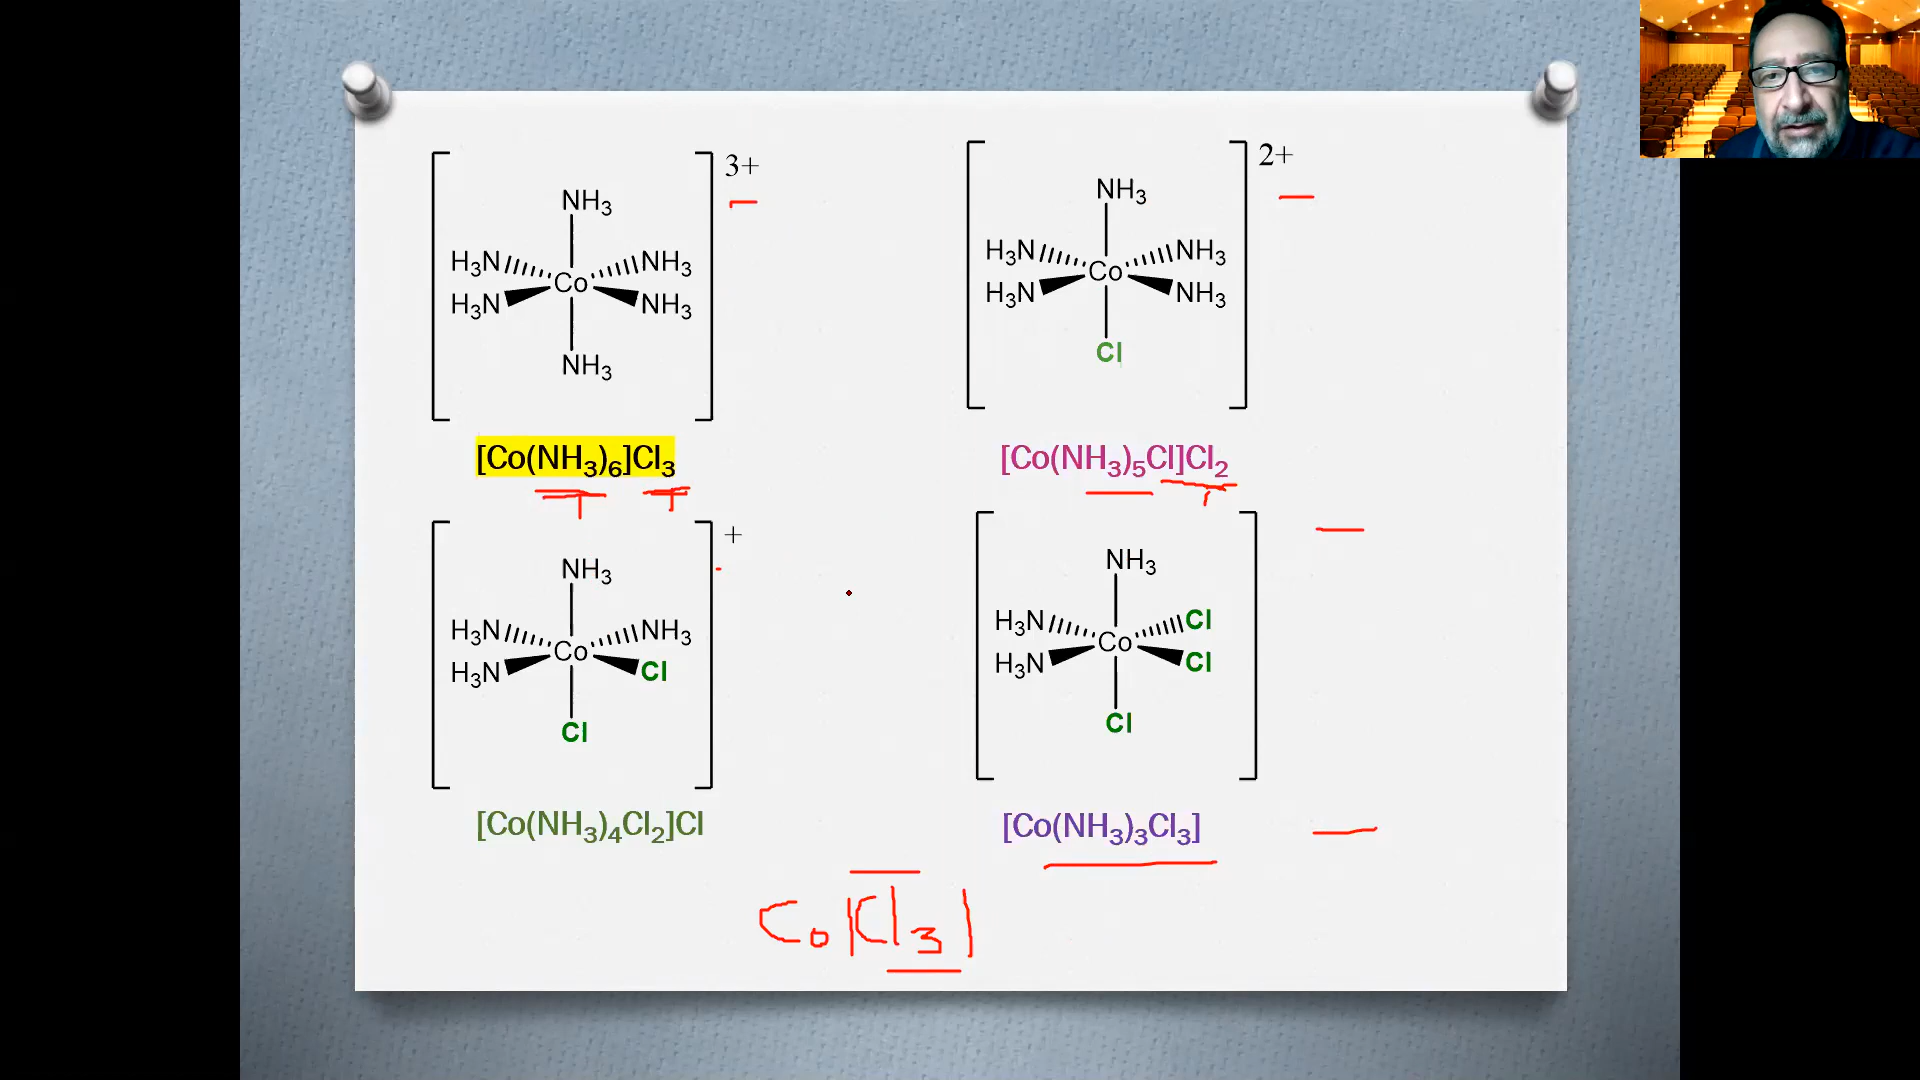 3+
NH₃
H₃N NH₃
Co
H₃N NH₃
NH₃
[Co(NH₃)₆]Cl₃
2+
NH₃
H₃N NH₃
Co
H₃N NH₃
Cl
[Co(NH₃)₅Cl]Cl₂
+
NH₃
H₃N NH₃
Co
H₃N Cl
Cl
[Co(NH₃)₄Cl₂]Cl
NH₃
H₃N Cl
Co
H₃N Cl
Cl
[Co(NH₃)₃Cl₃]
Co|Cl₃|